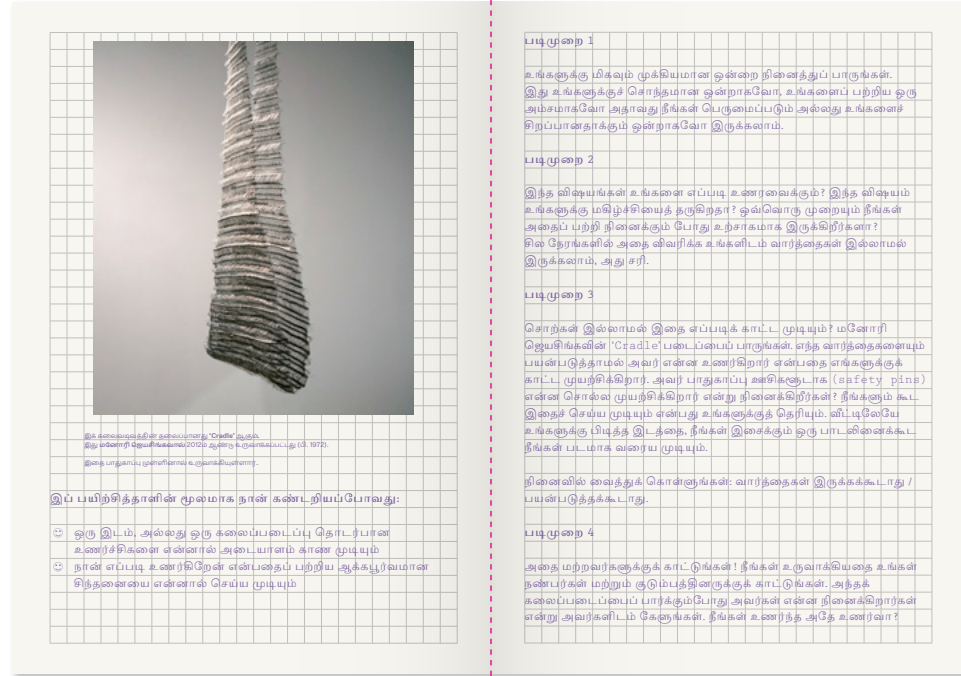 இக் கலைவடிவத்தின் தலைப்பானது 'Cradle' ஆகும்.
இது மனோரி ஜெயசிங்கவால் 2012ம் ஆண்டு உருவாக்கப்பட்டது (பி. 1972).
இதை பாதுகாப்பு முள்ளினால் உருவாக்கியுள்ளார்.
இப் பயிற்சித்தாளின் மூலமாக நான் கண்டறியப்போவது:
ஒரு இடம், அல்லது ஒரு கலைப்படைப்பு தொடர்பான
உணர்ச்சிகளை என்னால் அடையாளம் காண முடியும்
நான் எப்படி உணர்கிறேன் என்பதைப் பற்றிய ஆக்கபூர்வமான
சிந்தனையை என்னால் செய்ய முடியும்
படிமுறை 1
உங்களுக்கு மிகவும் முக்கியமான ஒன்றை நினைத்துப் பாருங்கள்.
இது உங்களுக்குச் சொந்தமான ஒன்றாகவோ, உங்களைப் பற்றிய ஒரு
அம்சமாகவோ அதாவது நீங்கள் பெருமைப்படும் அல்லது உங்களைச்
சிறப்பானதாக்கும் ஒன்றாகவோ இருக்கலாம்.
படிமுறை 2
இந்த விஷயங்கள் உங்களை எப்படி உணரவைக்கும்? இந்த விஷயம்
உங்களுக்கு மகிழ்ச்சியைத் தருகிறதா? ஒவ்வொரு முறையும் நீங்கள்
அதைப் பற்றி நினைக்கும் போது உற்சாகமாக இருக்கிறீர்களா?
சில நேரங்களில் அதை விவரிக்க உங்களிடம் வார்த்தைகள் இல்லாமல்
இருக்கலாம், அது சரி.
படிமுறை 3
சொற்கள் இல்லாமல் இதை எப்படிக் காட்ட முடியும்? மனோரி
ஜெயசிங்கவின் 'Cradle' படைப்பைப் பாருங்கள். எந்த வார்த்தைகளையும்
பயன்படுத்தாமல் அவர் என்ன உணர்கிறார் என்பதை எங்களுக்குக்
காட்ட முயற்சிக்கிறார். அவர் பாதுகாப்பு ஊசிகளூடாக (safety pins)
என்ன சொல்ல முயற்சிக்கிறார் என்று நினைக்கிறீர்கள்? நீங்களும் கூட
இதைச் செய்ய முடியும் என்பது உங்களுக்குத் தெரியும். வீட்டிலேயே
உங்களுக்கு பிடித்த இடத்தை, நீங்கள் இசைக்கும் ஒரு பாடலினைக்கூட
நீங்கள் படமாக வரைய முடியும்.
நினைவில் வைத்துக் கொள்ளுங்கள்: வார்த்தைகள் இருக்கக்கூடாது /
பயன்படுத்தக்கூடாது.
படிமுறை 4
அதை மற்றவர்களுக்குக் காட்டுங்கள்! நீங்கள் உருவாக்கியதை உங்கள்
நண்பர்கள் மற்றும் குடும்பத்தினருக்குக் காட்டுங்கள். அந்தக்
கலைப்படைப்பைப் பார்க்கும்போது அவர்கள் என்ன நினைக்கிறார்கள்
என்று அவர்களிடம் கேளுங்கள். நீங்கள் உணர்ந்த அதே உணர்வா?